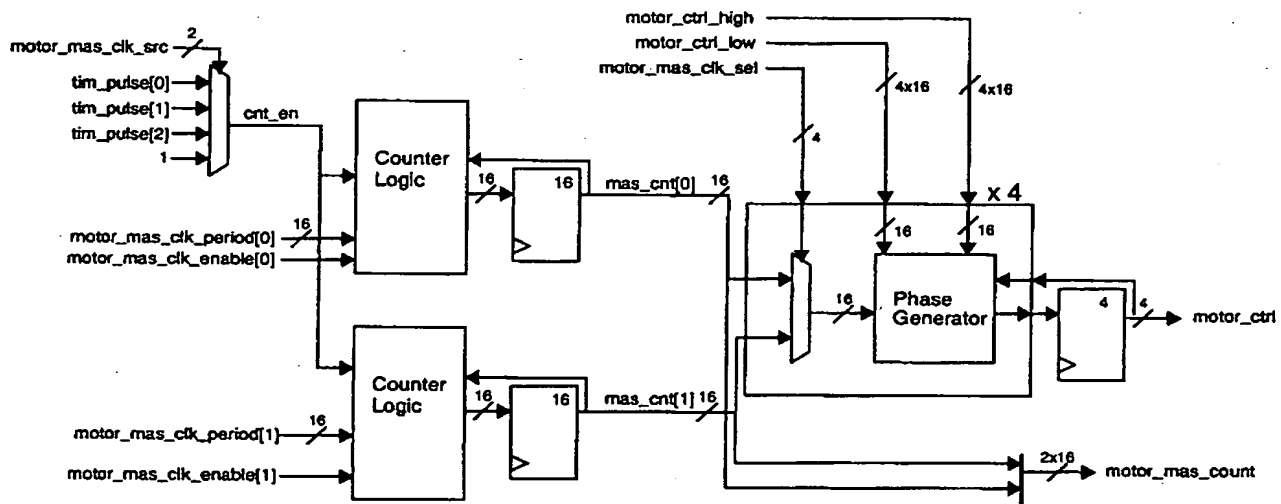 motor_ctrl_high
motor_ctrl_low
motor_mas_clk_sel
motor_mas_clk_src
2
tim_pulse[0]
tim_pulse[1]
tim_pulse[2]
1
cnt_en
4
4x16
4x16
x 4
Counter
Logic
16
16
mas_cnt[0]
16
motor_mas_clk_period[0]
16
motor_mas_clk_enable[0]
16
16
16
Phase
Generator
4
4
motor_ctrl
Counter
Logic
16
16
mas_cnt[1]
16
motor_mas_clk_period[1]
16
motor_mas_clk_enable[1]
2x16
motor_mas_count